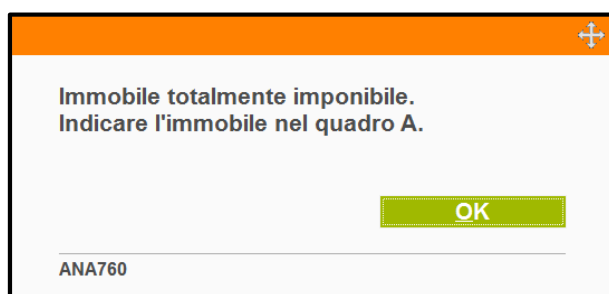 Immobile totalmente imponibile.
Indicare l'immobile nel quadro A.
OK
ANA760